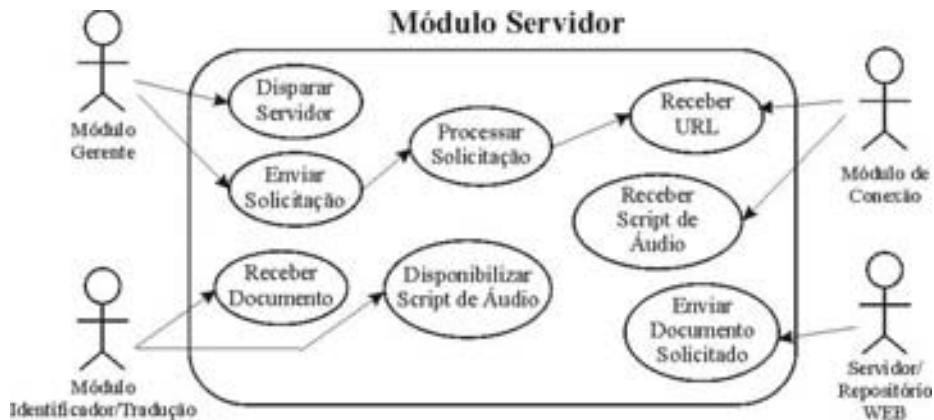 Módulo Servidor
Módulo
Gerente
Disparar
Servidor
Enviar
Solicitação
Processar
Solicitação
Receber
URL
Módulo de
Conexão
Receber
Script de
Áudio
Receber
Documento
Disponibilizar
Script de Áudio
Enviar
Documento
Solicitado
Módulo
Identificador/Tradução
Servidor/
Repositório
WEB